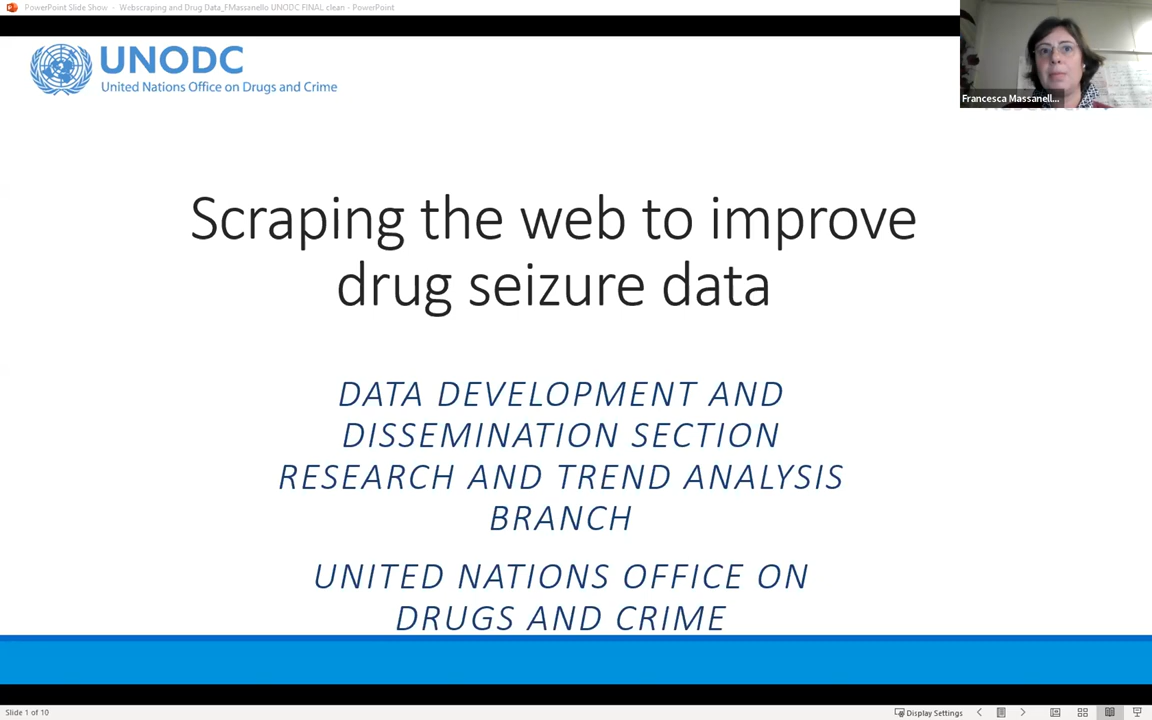 PowerPoint Slide Show - Webscraping and Drug Data_FMassanello UNODC FINAL clean - PowerPoint
UNODC
United Nations Office on Drugs and Crime
Francesca Massanell...
Scraping the web to improve
drug seizure data
DATA DEVELOPMENT AND
DISSEMINATION SECTION
RESEARCH AND TREND ANALYSIS
BRANCH
UNITED NATIONS OFFICE ON
DRUGS AND CRIME
Slide 1 of 10
Display Settings